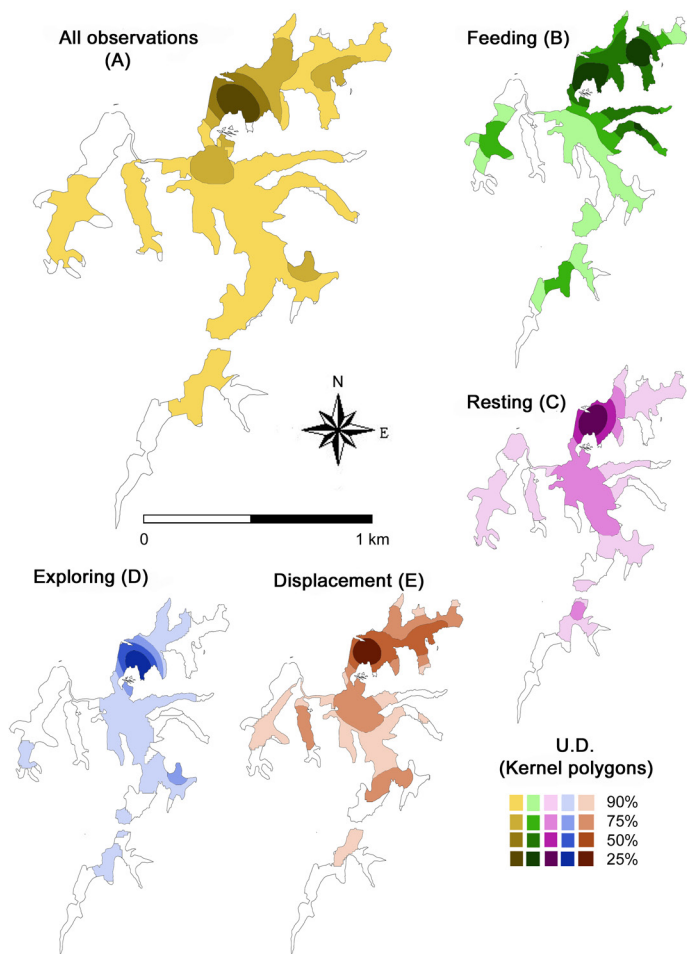 All observations
(A)
Feeding (B)
N
E
0
1 km
Resting (C)
Exploring (D)
Displacement (E)
U.D.
(Kernel polygons)
90%
75%
50%
25%